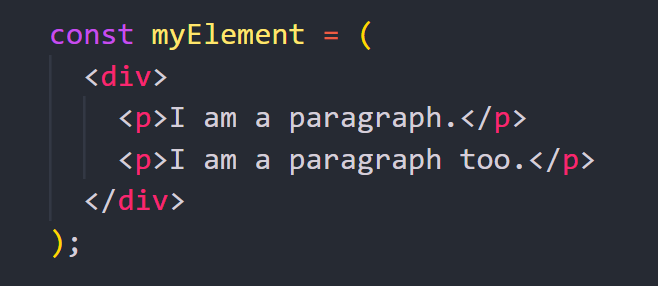 const myElement = (
  <div>
    <p>I am a paragraph.</p>
    <p>I am a paragraph too.</p>
  </div>
);